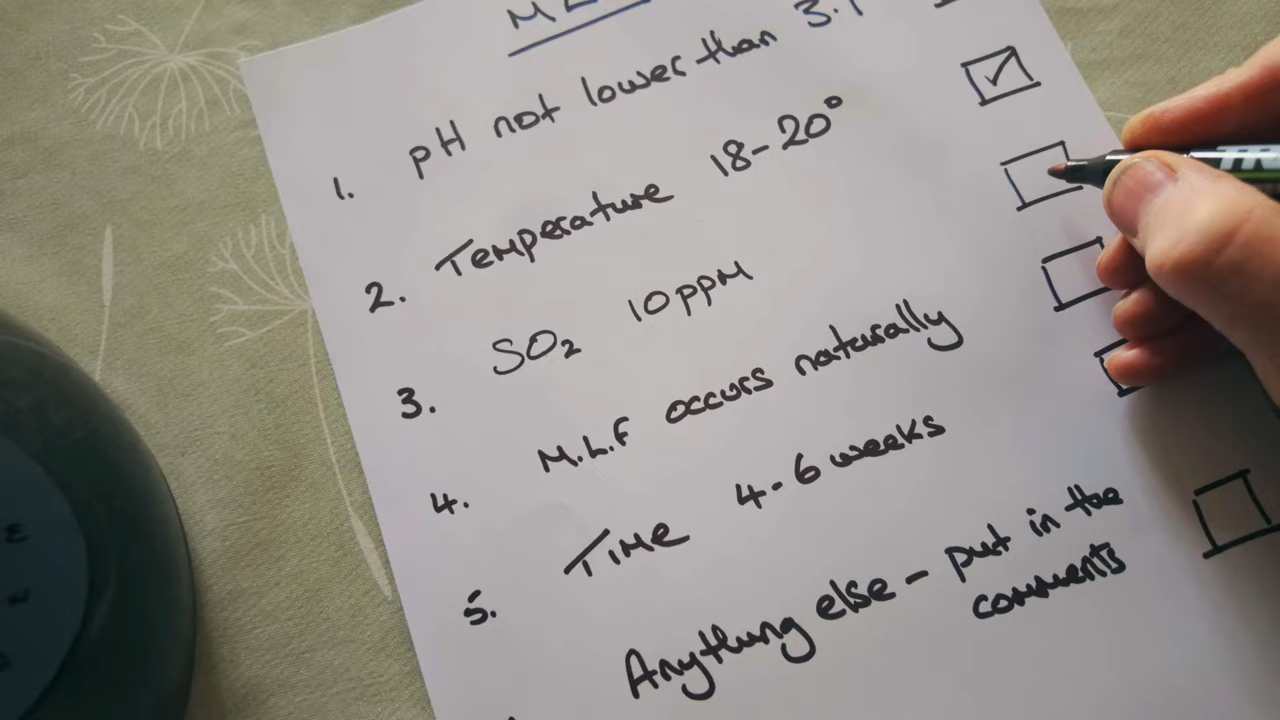 1. pH not lower than 3.1
2. Temperature 18-20°
3. SO2 10ppm
4. M.L.F occurs naturally
5. Time 4-6 weeks
Anything else - put in the
comments